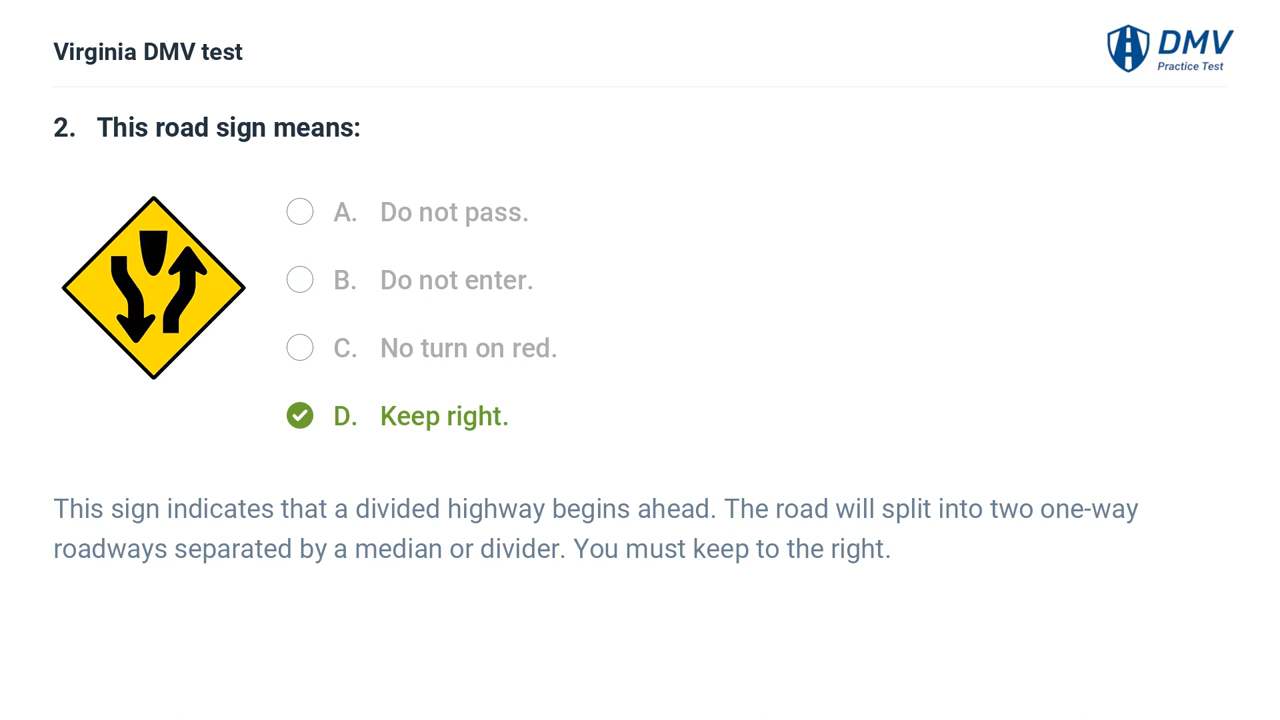 Virginia DMV test
DMV
Practice Test
2. This road sign means:
A. Do not pass.
B. Do not enter.
C. No turn on red.
D. Keep right.
This sign indicates that a divided highway begins ahead. The road will split into two one-way
roadways separated by a median or divider. You must keep to the right.